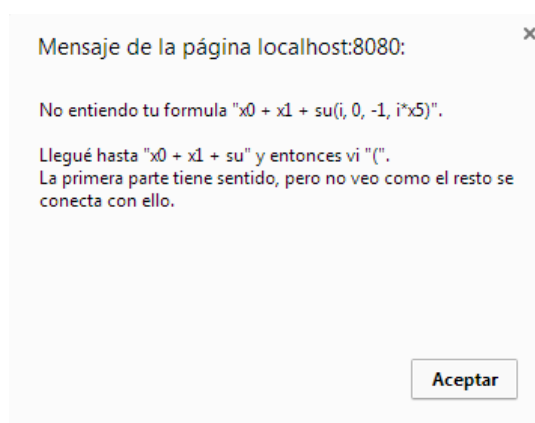 Mensaje de la página localhost:8080:
No entiendo tu formula "x0 + x1 + su(i, 0, -1, i*x5)".
Llegué hasta "x0 + x1 + su" y entonces vi "(".
La primera parte tiene sentido, pero no veo como el resto se
conecta con ello.
Aceptar